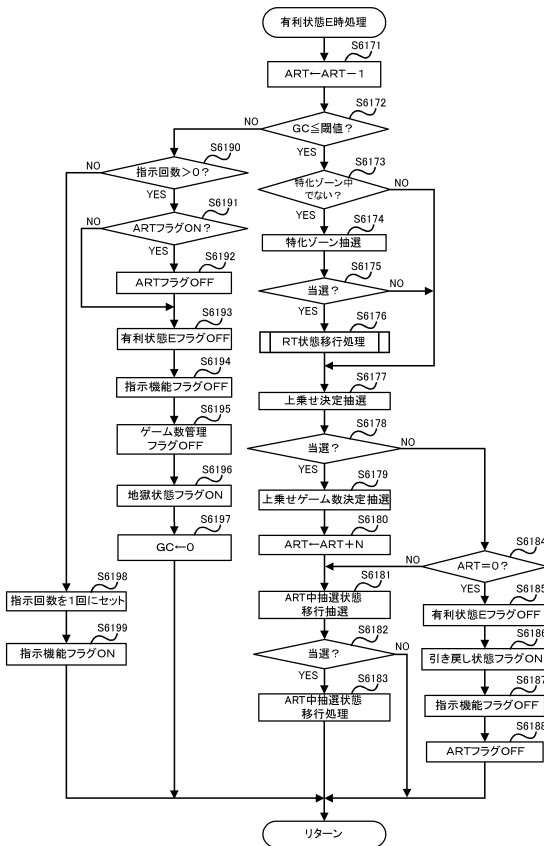 有利状態E時処理
S6171
ART←ART－1
S6172
GC≦閾値？
NO
YES
S6190
指示回数＞0？
NO
YES
S6173
特化ゾーン中
でない？
NO
YES
S6191
ARTフラグON？
NO
YES
S6174
特化ゾーン抽選
S6192
ARTフラグOFF
S6175
当選？
NO
YES
S6193
有利状態EフラグOFF
S6176
RT状態移行処理
S6194
指示機能フラグOFF
S6177
上乗せ決定抽選
S6195
ゲーム数管理
フラグOFF
S6178
当選？
NO
YES
S6196
地獄状態フラグON
S6179
上乗せゲーム数決定抽選
S6197
GC←0
S6180
ART←ART＋N
S6184
ART＝0？
NO
YES
S6181
ART中抽選状態
移行抽選
S6198
指示回数を1回にセット
S6185
有利状態EフラグOFF
S6182
当選？
NO
YES
S6199
指示機能フラグON
S6186
引き戻し状態フラグON
S6183
ART中抽選状態
移行処理
S6187
指示機能フラグOFF
S6188
ARTフラグOFF
リターン